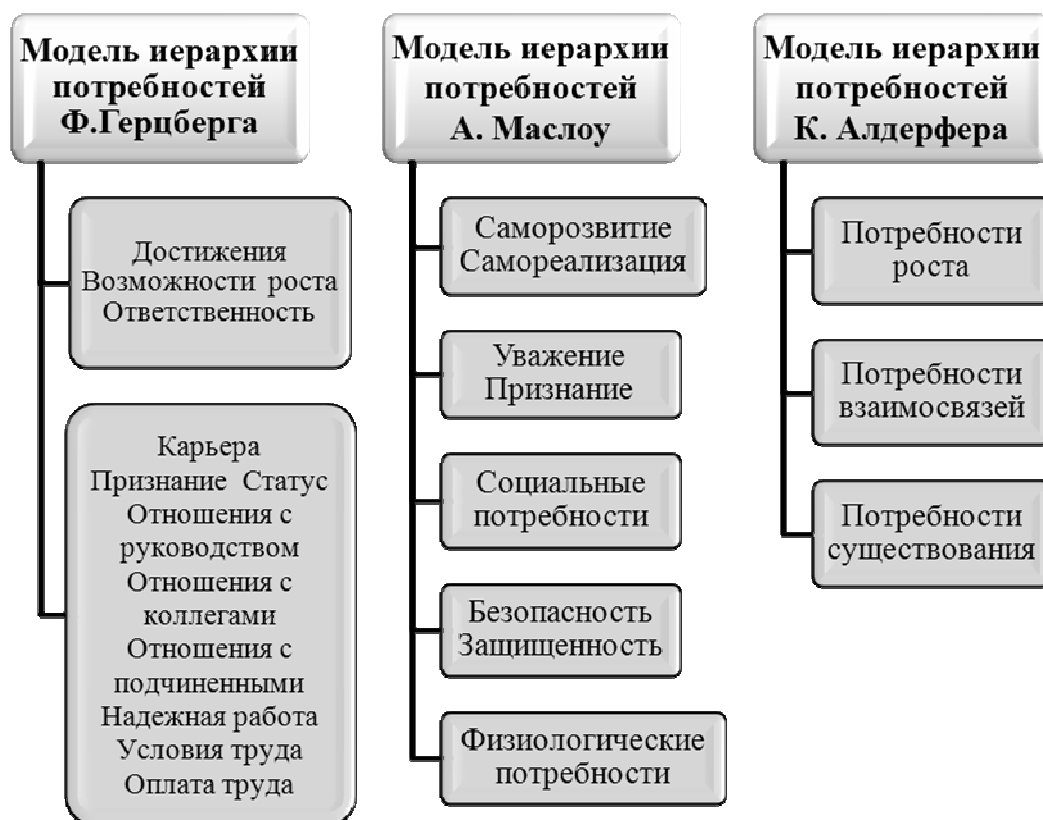 Модель иерархии
потребностей
Ф.Герцберга
Достижения
Возможности роста
Ответственность
Карьера
Признание Статус
Отношения с
руководством
Отношения с
коллегами
Отношения с
подчиненными
Надежная работа
Условия труда
Оплата труда
Модель иерархии
потребностей
А. Маслоу
Саморозвитие
Самореализация
Уважение
Признание
Социальные
потребности
Безопасность
Защищенность
Физиологические
потребности
Модель иерархии
потребностей
К. Алдерфера
Потребности
роста
Потребности
взаимосвязей
Потребности
существования